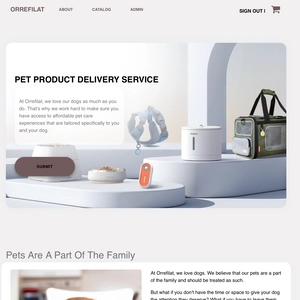 ORREFILAT
ABOUT
CATALOG
ADMIN
SIGN OUT |
PET PRODUCT DELIVERY SERVICE
At Orrefilat, we love our dogs as much as you
do. That's why we work hard to make sure you
have access to affordable pet care
experiences that are tailored specifically to you
and your dog.
SUBMIT
Pets Are A Part Of The Family
At Orrefilat, we love dogs. We believe that our pets are a part
of the family and should be treated as such.
But what if you don't have the time or space to give your dog
the attention they deserve? What if you have to leave them